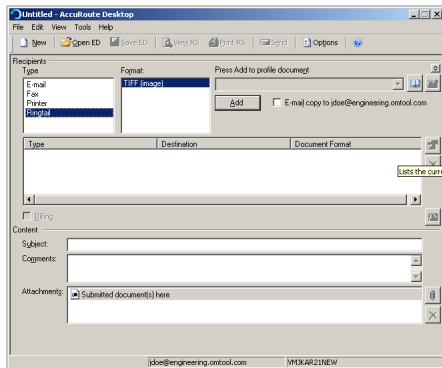 Untitled - AccuRoute Desktop
File Edit View Tools Help
New Open ED Save ED View RS Print RS Send Options
Recipients
Type Format: Press Add to profile document
E-mail
Fax
Printer
Ringtail
TIFF (image)
Add E-mail copy to jdoe@engineering.omtool.com
Type Destination Document Format
Lists the curre
Billing
Content
Subject:
Comments:
Attachments: Submitted document(s) here
jdoe@engineering.omtool.com VMJKAR21NEW